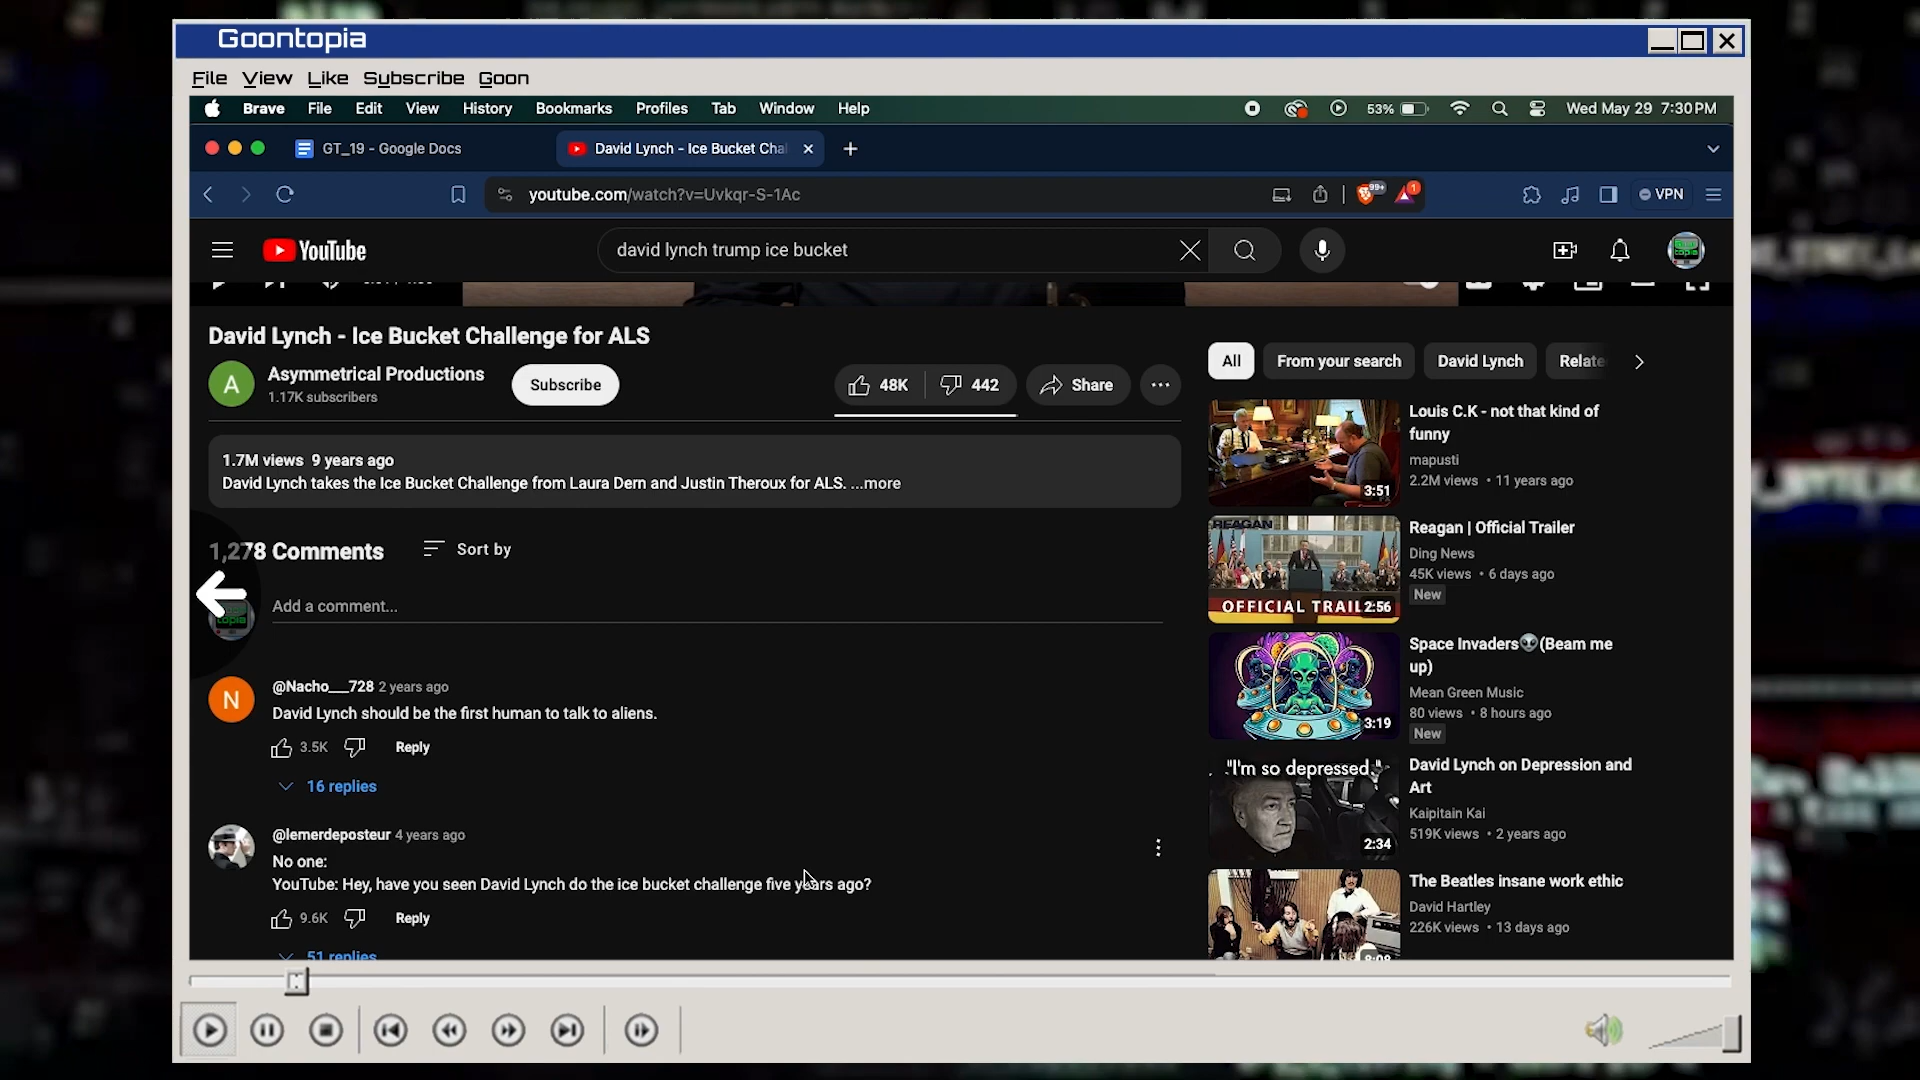 Goontopia
File View Like Subscribe Goon
Brave File Edit View History Bookmarks Profiles Tab Window Help
53% Wed May 29 7:30 PM
GT_19 - Google Docs
David Lynch - Ice Bucket Cha
youtube.com/watch?v=Uvkqr-S-1Ac
99+
1
VPN
YouTube
david lynch trump ice bucket
David Lynch - Ice Bucket Challenge for ALS
A
Asymmetrical Productions
1.17K subscribers
Subscribe
48K
442
Share
1.7M views 9 years ago
David Lynch takes the Ice Bucket Challenge from Laura Dern and Justin Theroux for ALS. ...more
1,278 Comments
Sort by
Add a comment...
N
@Nacho___728 2 years ago
David Lynch should be the first human to talk to aliens.
3.5K Reply
16 replies
@lemerdeposteur 4 years ago
No one:
YouTube: Hey, have you seen David Lynch do the ice bucket challenge five years ago?
9.6K Reply
51 replies
All From your search David Lynch Relate
3:51
Louis C.K - not that kind of
funny
mapusti
2.2M views • 11 years ago
REAGAN
OFFICIAL TRAIL
2:56
Reagan | Official Trailer
Ding News
45K views • 6 days ago
New
3:19
Space Invaders👽(Beam me
up)
Mean Green Music
80 views • 8 hours ago
New
"I'm so depressed."
2:34
David Lynch on Depression and
Art
Kaipitain Kai
519K views • 2 years ago
The Beatles insane work ethic
David Hartley
226K views • 13 days ago